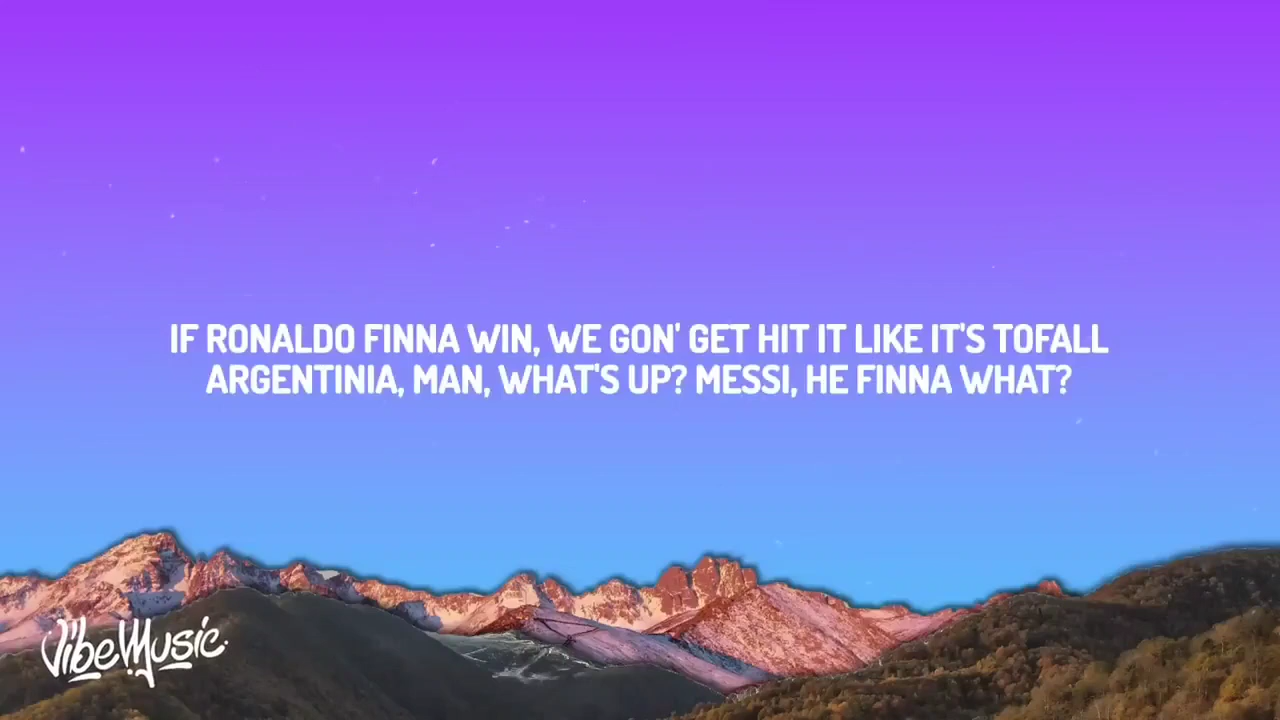 IF RONALDO FINNA WIN, WE GON' GET HIT IT LIKE IT'S TOFALL
ARGENTINIA, MAN, WHAT'S UP? MESSI, HE FINNA WHAT?
VibeMusic.